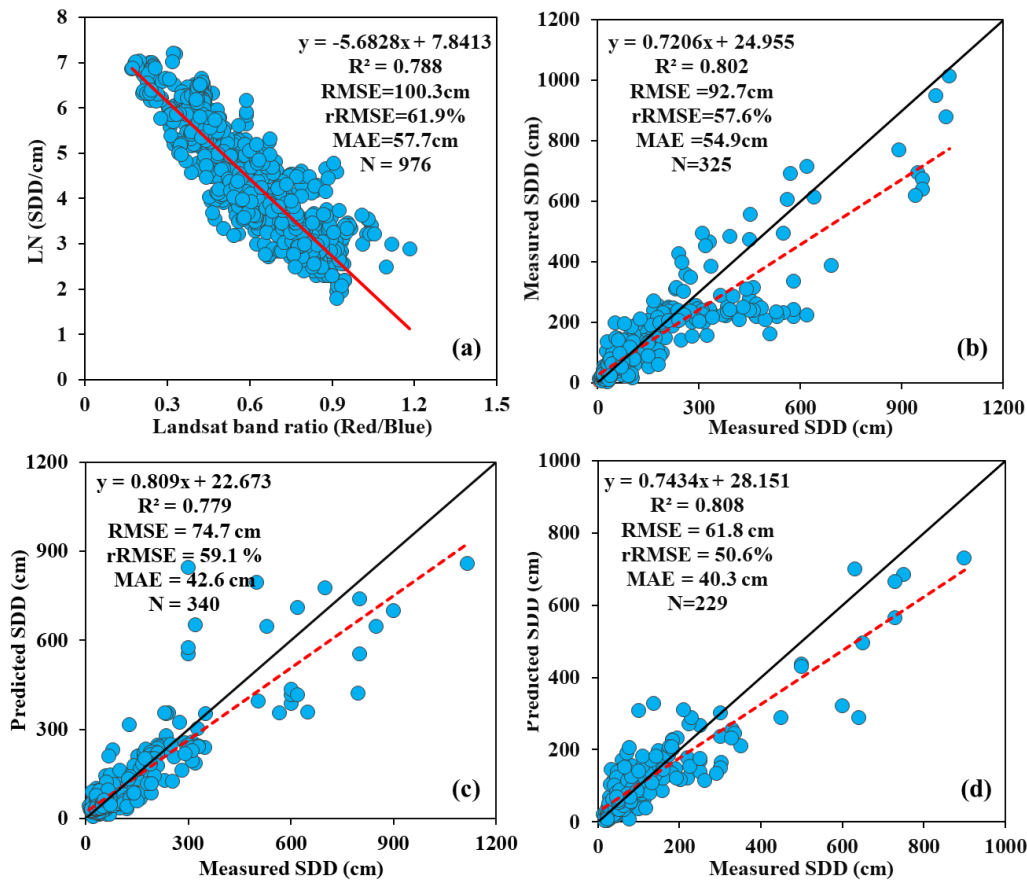 8
7
6
5
4
3
2
1
0
LN (SDD/cm)
y = -5.6828x + 7.8413
R² = 0.788
RMSE=100.3cm
rRMSE=61.9%
MAE=57.7cm
N = 976
(a)
0 0.3 0.6 0.9 1.2 1.5
Landsat band ratio (Red/Blue)
1200
1000
800
600
400
200
0
Measured SDD (cm)
y = 0.7206x + 24.955
R² = 0.802
RMSE=92.7cm
rRMSE=57.6%
MAE=54.9cm
N=325
(b)
0 300 600 900 1200
Measured SDD (cm)
1200
900
600
300
0
Predicted SDD (cm)
y = 0.809x + 22.673
R² = 0.779
RMSE = 74.7 cm
rRMSE = 59.1 %
MAE = 42.6 cm
N = 340
(c)
0 300 600 900 1200
Measured SDD (cm)
1000
800
600
400
200
0
Predicted SDD (cm)
y = 0.7434x + 28.151
R² = 0.808
RMSE = 61.8 cm
rRMSE = 50.6%
MAE = 40.3 cm
N=229
(d)
0 200 400 600 800 1000
Measured SDD (cm)